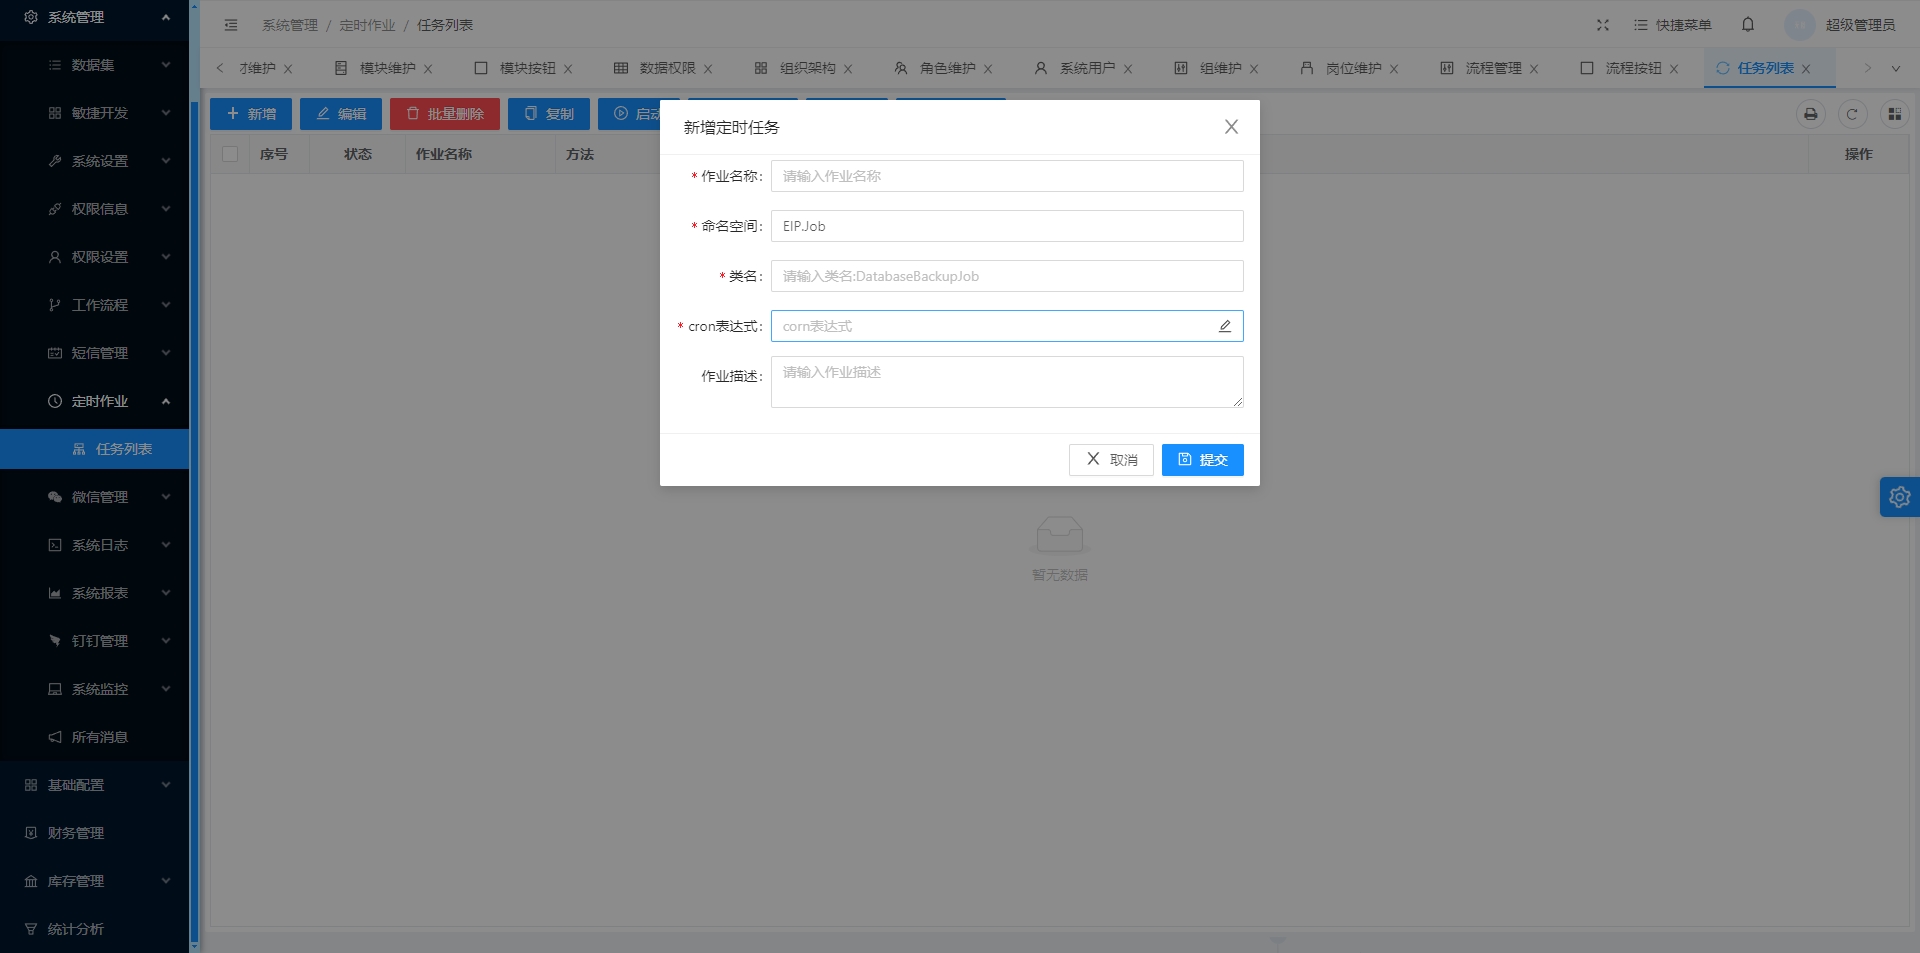 系统管理
数据集
敏捷开发
系统设置
权限信息
权限设置
工作流程
短信管理
定时作业
任务列表
微信管理
系统日志
系统报表
钉钉管理
系统监控
所有消息
基础配置
财务管理
库存管理
统计分析
系统管理 / 定时作业 / 任务列表
快捷菜单
超级管理员
维护
模块维护
模块按钮
数据权限
组织架构
角色维护
系统用户
组维护
岗位维护
流程管理
流程按钮
任务列表
新增
编辑
批量删除
复制
启动
序号
状态
作业名称
方法
操作
新增定时任务
* 作业名称: 请输入作业名称
* 命名空间: EIP.Job
* 类名: 请输入类名:DatabaseBackupJob
* cron表达式: corn表达式
作业描述: 请输入作业描述
取消
提交
暂无数据